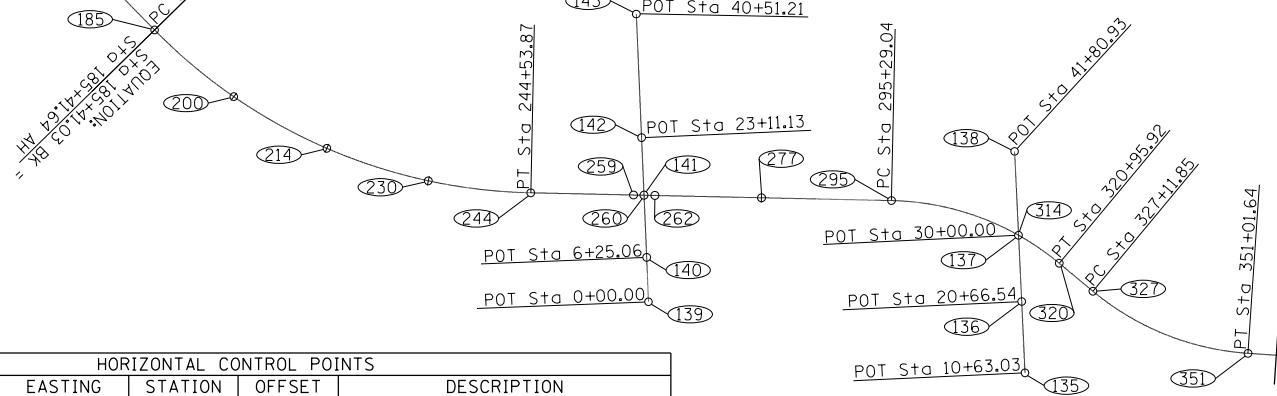 143
POT Sta 40+51.21
185
PC
Sta 185+41.64 AH
Sta 185+41.03 BK =
EQUATION:
200
214
230
PT Sta 244+53.87
244
142
POT Sta 23+11.13
259
141
260
262
277
POT Sta 6+25.06
140
POT Sta 0+00.00
139
295
PC Sta 295+29.04
138
POT Sta 41+80.93
314
POT Sta 30+00.00
137
PT Sta 320+95.92
PC Sta 327+11.85
327
320
POT Sta 20+66.54
136
POT Sta 10+63.03
135
PT Sta 351+01.64
351
HORIZONTAL CONTROL POINTS
EASTING STATION OFFSET DESCRIPTION